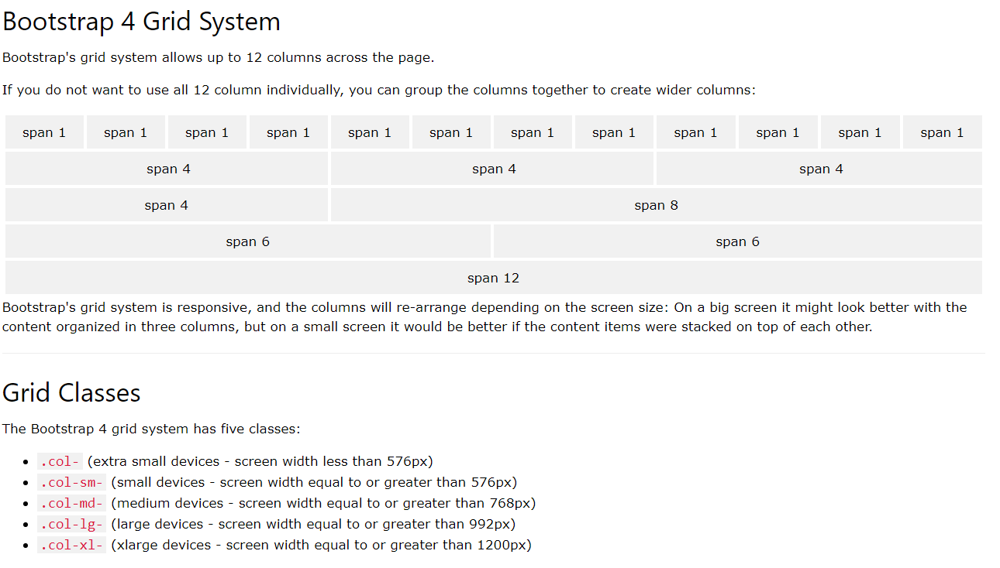 Bootstrap 4 Grid System
Bootstrap's grid system allows up to 12 columns across the page.
If you do not want to use all 12 column individually, you can group the columns together to create wider columns:
span 1 span 1 span 1 span 1 span 1 span 1 span 1 span 1 span 1 span 1 span 1 span 1
span 4 span 4 span 4
span 4 span 8
span 6 span 6
span 12
Bootstrap's grid system is responsive, and the columns will re-arrange depending on the screen size: On a big screen it might look better with the
content organized in three columns, but on a small screen it would be better if the content items were stacked on top of each other.
Grid Classes
The Bootstrap 4 grid system has five classes:
• .col- (extra small devices - screen width less than 576px)
• .col-sm- (small devices - screen width equal to or greater than 576px)
• .col-md- (medium devices - screen width equal to or greater than 768px)
• .col-lg- (large devices - screen width equal to or greater than 992px)
• .col-xl- (xlarge devices - screen width equal to or greater than 1200px)